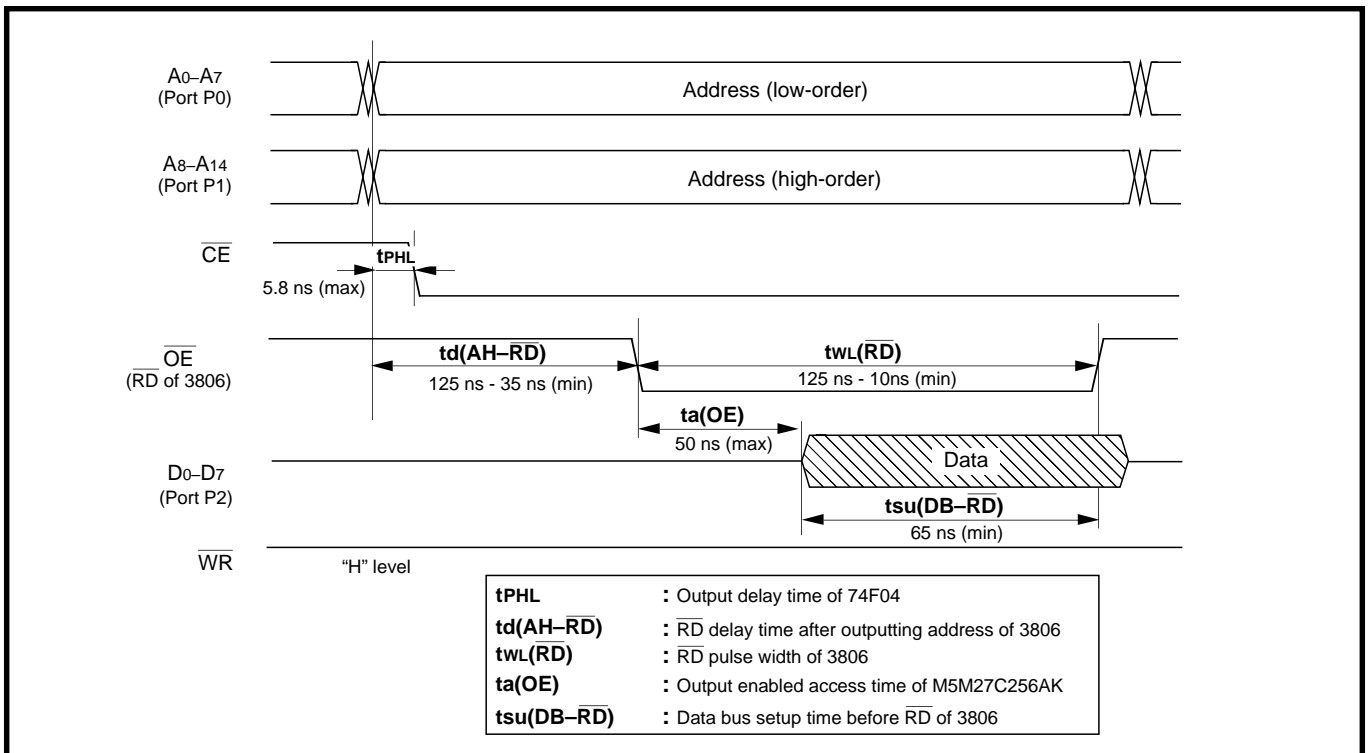 A0–A7
(Port P0)
Address (low-order)
A8–A14
(Port P1)
Address (high-order)
CE
tPHL
5.8 ns (max)
OE
(RD of 3806)
td(AH–RD)
125 ns - 35 ns (min)
twL(RD)
125 ns - 10ns (min)
ta(OE)
50 ns (max)
D0–D7
(Port P2)
Data
tsu(DB–RD)
65 ns (min)
WR
“H” level
tPHL : Output delay time of 74F04
td(AH–RD) : RD delay time after outputting address of 3806
twL(RD) : RD pulse width of 3806
ta(OE) : Output enabled access time of M5M27C256AK
tsu(DB–RD) : Data bus setup time before RD of 3806